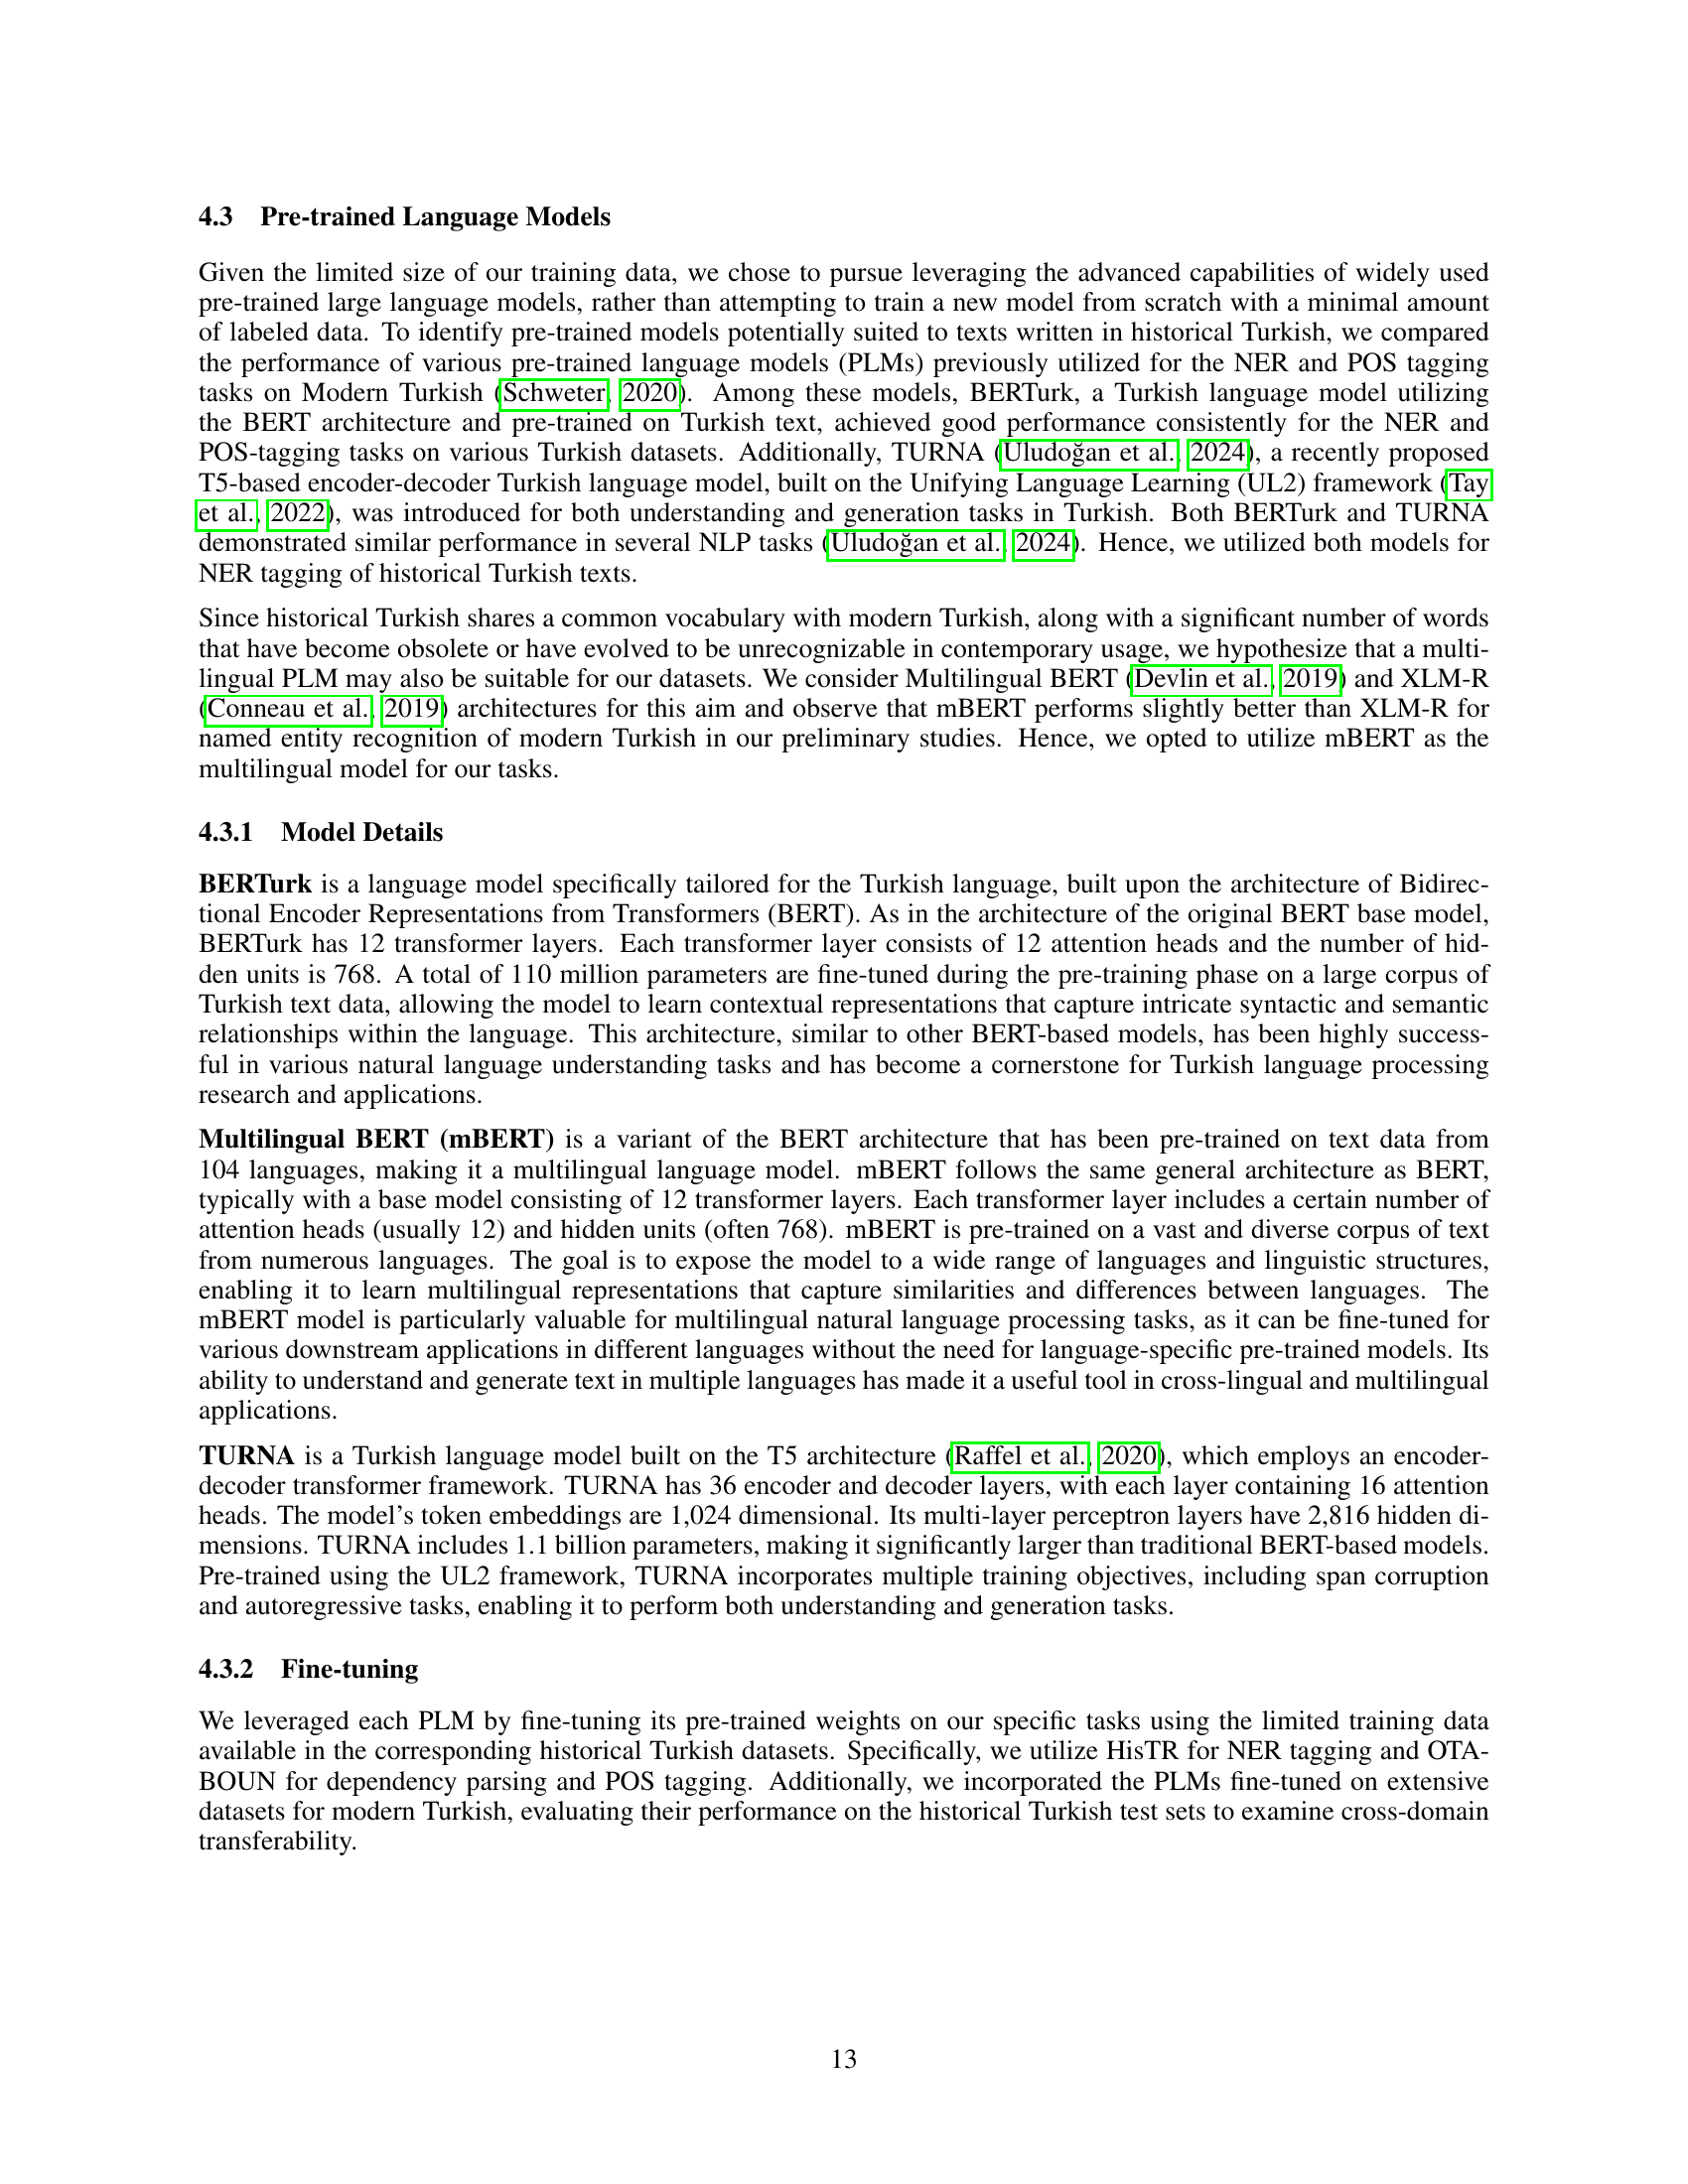 4.3 Pre-trained Language Models
Given the limited size of our training data, we chose to pursue leveraging the advanced capabilities of widely used
pre-trained large language models, rather than attempting to train a new model from scratch with a minimal amount
of labeled data. To identify pre-trained models potentially suited to texts written in historical Turkish, we compared
the performance of various pre-trained language models (PLMs) previously utilized for the NER and POS tagging
tasks on Modern Turkish (Schweter, 2020). Among these models, BERTurk, a Turkish language model utilizing
the BERT architecture and pre-trained on Turkish text, achieved good performance consistently for the NER and
POS-tagging tasks on various Turkish datasets. Additionally, TURNA (Uludoğan et al., 2024), a recently proposed
T5-based encoder-decoder Turkish language model, built on the Unifying Language Learning (UL2) framework (Tay
et al., 2022), was introduced for both understanding and generation tasks in Turkish. Both BERTurk and TURNA
demonstrated similar performance in several NLP tasks (Uludoğan et al., 2024). Hence, we utilized both models for
NER tagging of historical Turkish texts.
Since historical Turkish shares a common vocabulary with modern Turkish, along with a significant number of words
that have become obsolete or have evolved to be unrecognizable in contemporary usage, we hypothesize that a multi-
lingual PLM may also be suitable for our datasets. We consider Multilingual BERT (Devlin et al., 2019) and XLM-R
(Conneau et al., 2019) architectures for this aim and observe that mBERT performs slightly better than XLM-R for
named entity recognition of modern Turkish in our preliminary studies. Hence, we opted to utilize mBERT as the
multilingual model for our tasks.
4.3.1 Model Details
BERTurk is a language model specifically tailored for the Turkish language, built upon the architecture of Bidirec-
tional Encoder Representations from Transformers (BERT). As in the architecture of the original BERT base model,
BERTurk has 12 transformer layers. Each transformer layer consists of 12 attention heads and the number of hid-
den units is 768. A total of 110 million parameters are fine-tuned during the pre-training phase on a large corpus of
Turkish text data, allowing the model to learn contextual representations that capture intricate syntactic and semantic
relationships within the language. This architecture, similar to other BERT-based models, has been highly success-
ful in various natural language understanding tasks and has become a cornerstone for Turkish language processing
research and applications.
Multilingual BERT (mBERT) is a variant of the BERT architecture that has been pre-trained on text data from
104 languages, making it a multilingual language model. mBERT follows the same general architecture as BERT,
typically with a base model consisting of 12 transformer layers. Each transformer layer includes a certain number of
attention heads (usually 12) and hidden units (often 768). mBERT is pre-trained on a vast and diverse corpus of text
from numerous languages. The goal is to expose the model to a wide range of languages and linguistic structures,
enabling it to learn multilingual representations that capture similarities and differences between languages. The
mBERT model is particularly valuable for multilingual natural language processing tasks, as it can be fine-tuned for
various downstream applications in different languages without the need for language-specific pre-trained models. Its
ability to understand and generate text in multiple languages has made it a useful tool in cross-lingual and multilingual
applications.
TURNA is a Turkish language model built on the T5 architecture (Raffel et al., 2020), which employs an encoder-
decoder transformer framework. TURNA has 36 encoder and decoder layers, with each layer containing 16 attention
heads. The model's token embeddings are 1,024 dimensional. Its multi-layer perceptron layers have 2,816 hidden di-
mensions. TURNA includes 1.1 billion parameters, making it significantly larger than traditional BERT-based models.
Pre-trained using the UL2 framework, TURNA incorporates multiple training objectives, including span corruption
and autoregressive tasks, enabling it to perform both understanding and generation tasks.
4.3.2 Fine-tuning
We leveraged each PLM by fine-tuning its pre-trained weights on our specific tasks using the limited training data
available in the corresponding historical Turkish datasets. Specifically, we utilize HisTR for NER tagging and OTA-
BOUN for dependency parsing and POS tagging. Additionally, we incorporated the PLMs fine-tuned on extensive
datasets for modern Turkish, evaluating their performance on the historical Turkish test sets to examine cross-domain
transferability.
13